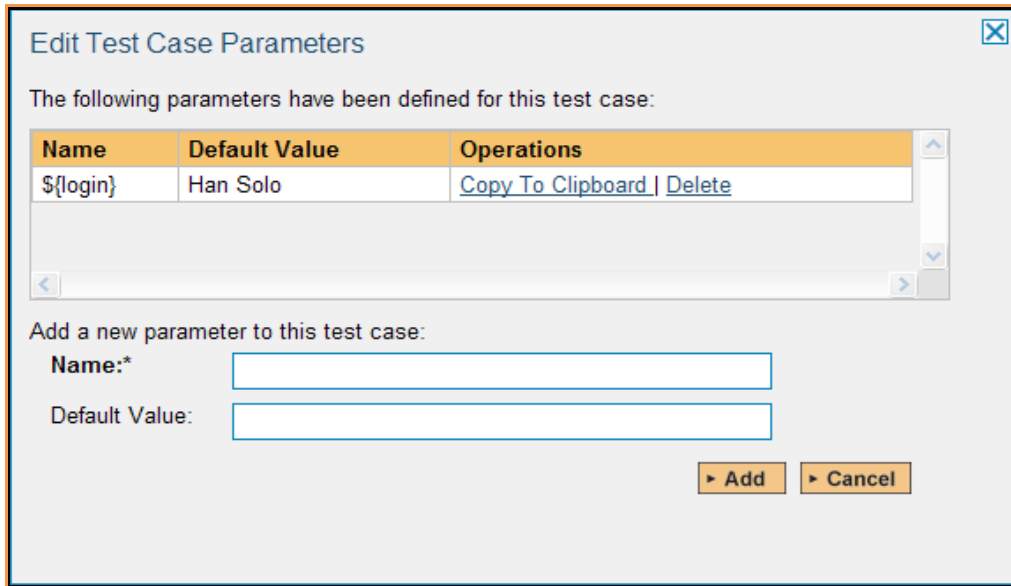 Edit Test Case Parameters
The following parameters have been defined for this test case:
Name Default Value Operations
${login} Han Solo Copy To Clipboard | Delete
Add a new parameter to this test case:
Name:*
Default Value:
Add Cancel